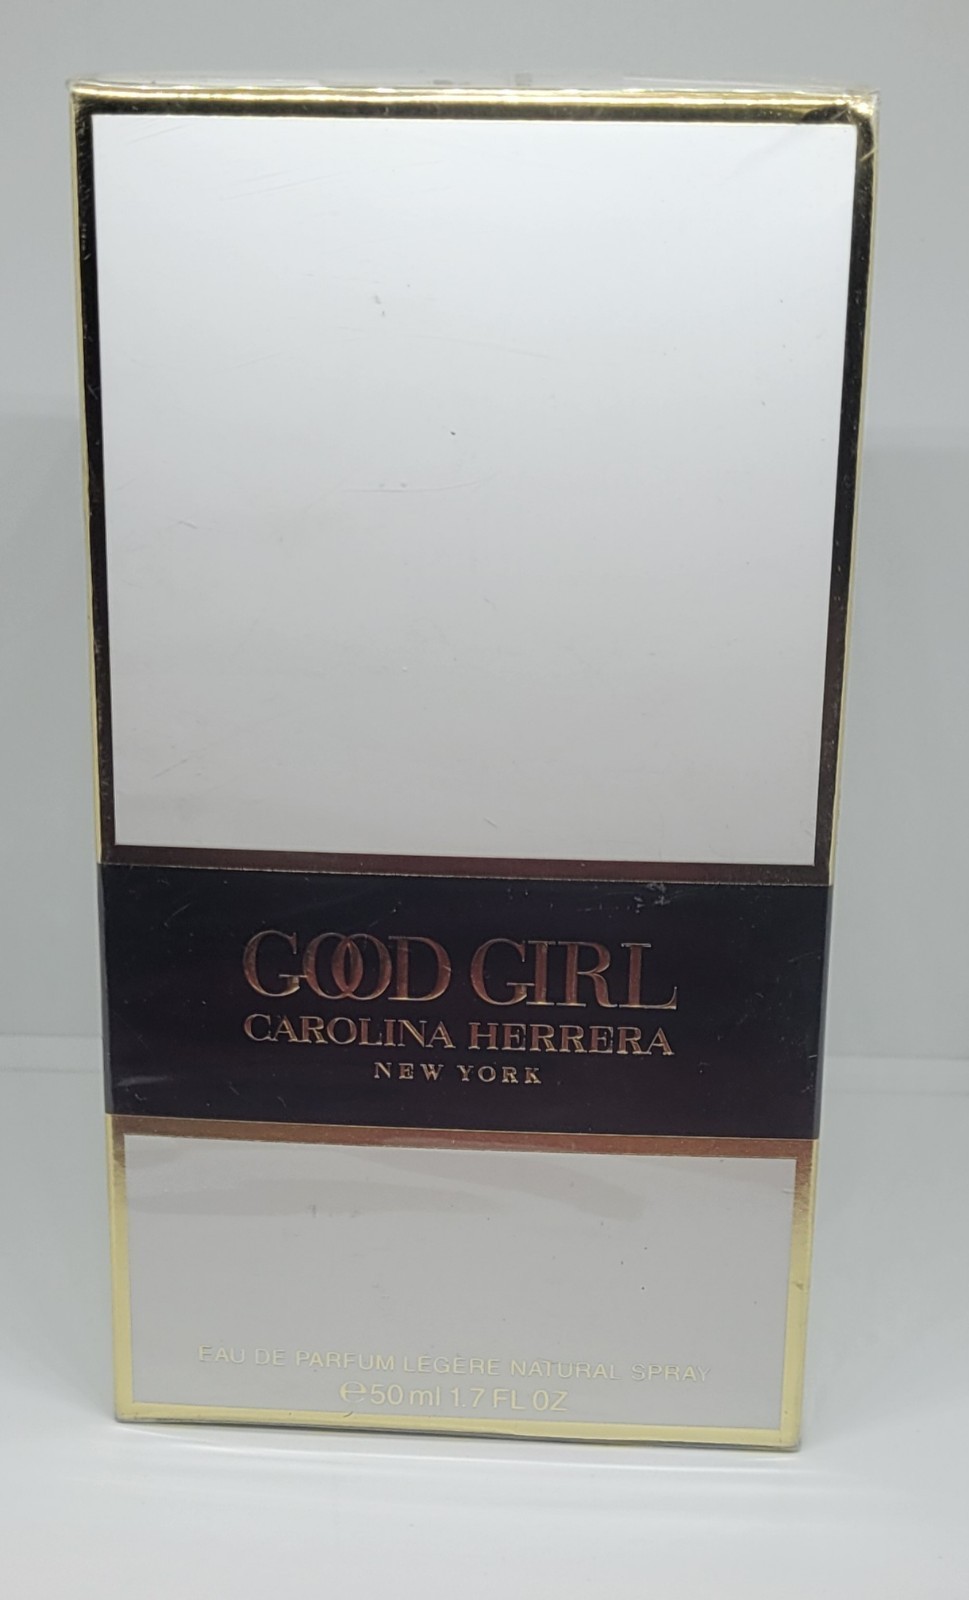 GOOD GIRL
CAROLINA HERRERA
NEW YORK
EAU DE PARFUM LÉGÈRE NATURAL SPRAY
℮50 ml 1.7 FL OZ